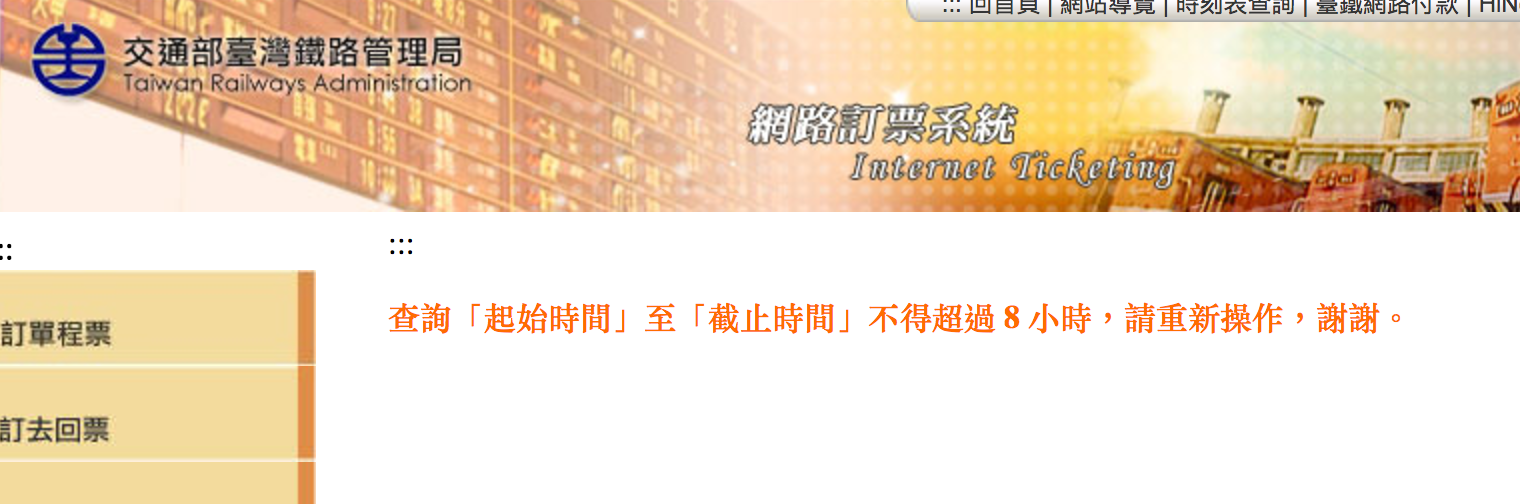 ::: 回首頁 | 網站導覽 | 時刻表查詢 | 臺鐵網路付款 | HiN
交通部臺灣鐵路管理局
Taiwan Railways Administration
網路訂票系統
Internet Ticketing
::
:::
查詢「起始時間」至「截止時間」不得超過 8 小時，請重新操作，謝謝。
訂單程票
訂去回票